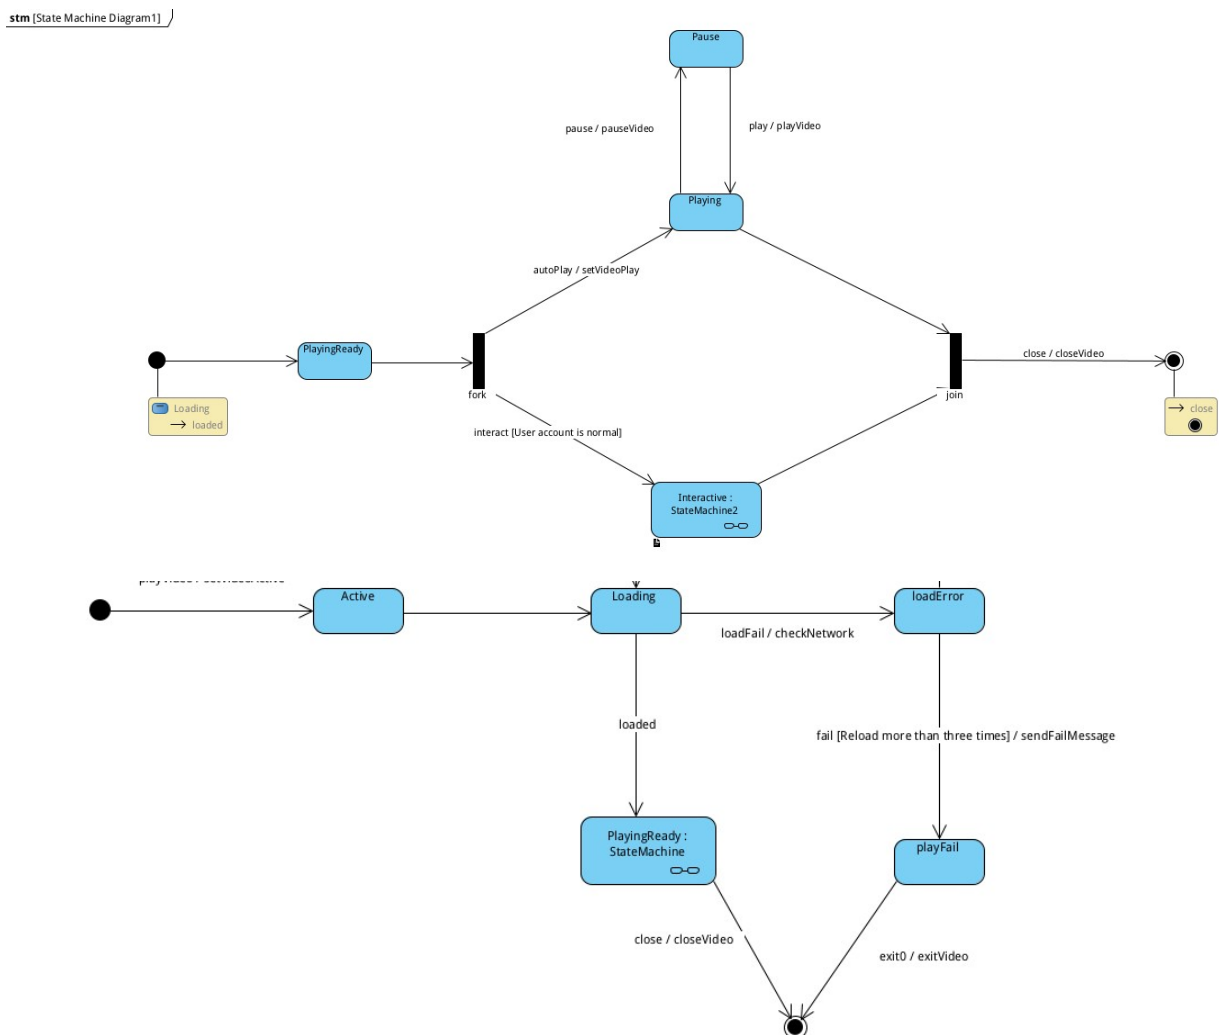 stm [State Machine Diagram1]
Pause
pause / pauseVideo
play / playVideo
Playing
autoPlay / setVideoPlay
PlayingReady
close / closeVideo
fork
join
Loading
loaded
close
interact [User account is normal]
Interactive :
StateMachine2
Active
Loading
loadError
loadFail / checkNetwork
loaded
fail [Reload more than three times] / sendFailMessage
PlayingReady :
StateMachine
playFail
close / closeVideo
exit0 / exitVideo